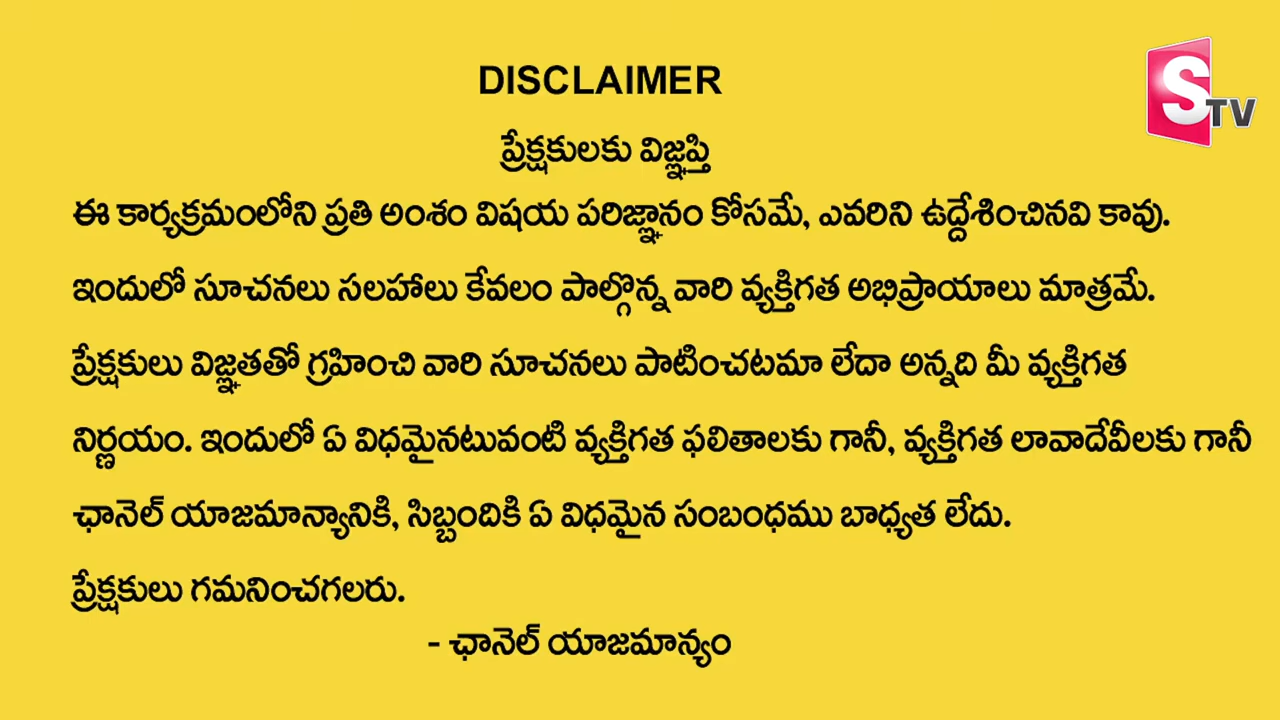 DISCLAIMER
STV
ప్రేక్షకులకు విజ్ఞప్తి
ఈ కార్యక్రమంలోని ప్రతి అంశం విషయ పరిజ్ఞానం కోసమే, ఎవరిని ఉద్దేశించినవి కావు.
ఇందులో సూచనలు సలహాలు కేవలం పాల్గొన్న వారి వ్యక్తిగత అభిప్రాయాలు మాత్రమే.
ప్రేక్షకులు విజ్ఞతతో గ్రహించి వారి సూచనలు పాటించటమా లేదా అన్నది మీ వ్యక్తిగత
నిర్ణయం. ఇందులో ఏ విధమైనటువంటి వ్యక్తిగత ఫలితాలకు గానీ, వ్యక్తిగత లావాదేవీలకు గానీ
ఛానెల్ యాజమాన్యానికి, సిబ్బందికి ఏ విధమైన సంబంధము బాధ్యత లేదు.
ప్రేక్షకులు గమనించగలరు.
- ఛానెల్ యాజమాన్యం